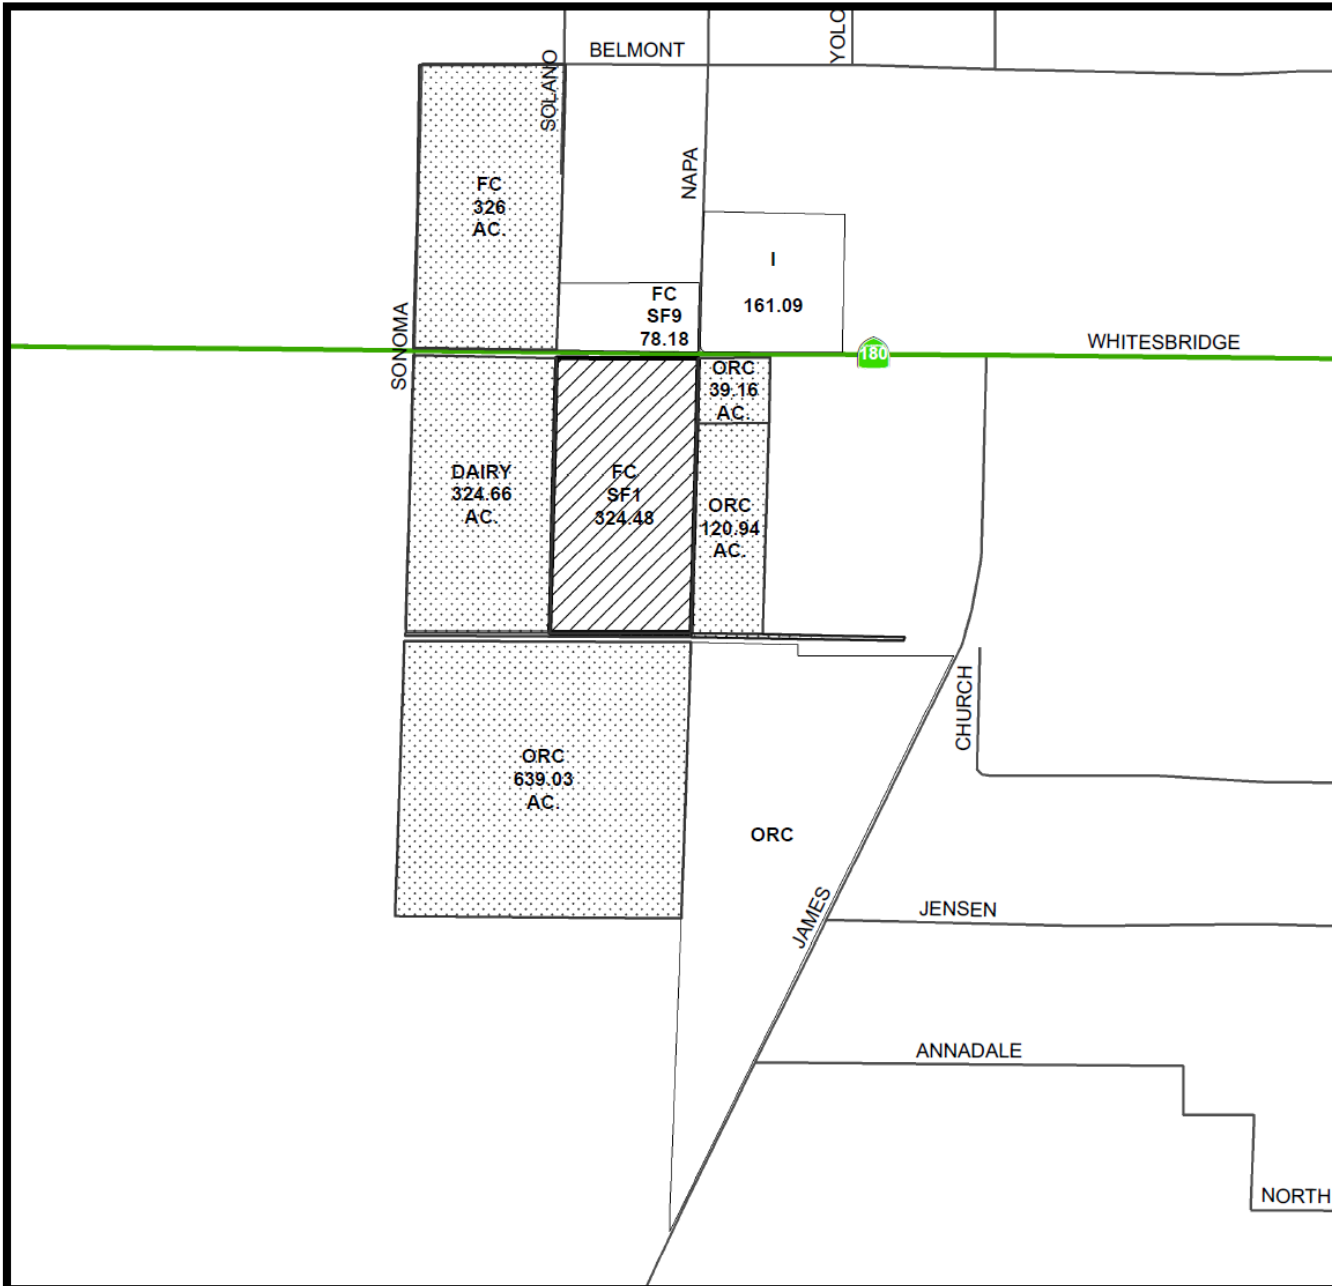 YOLO
BELMONT
SOLANO
NAPA
FC
326
AC.
I
161.09
FC
SF9
78.18
SONOMA
WHITESBRIDGE
180
ORC
39.16
AC.
DAIRY
324.66
AC.
FC
SF1
324.48
ORC
120.94
AC.
CHURCH
ORC
639.03
AC.
ORC
JAMES
JENSEN
ANNADALE
NORTH